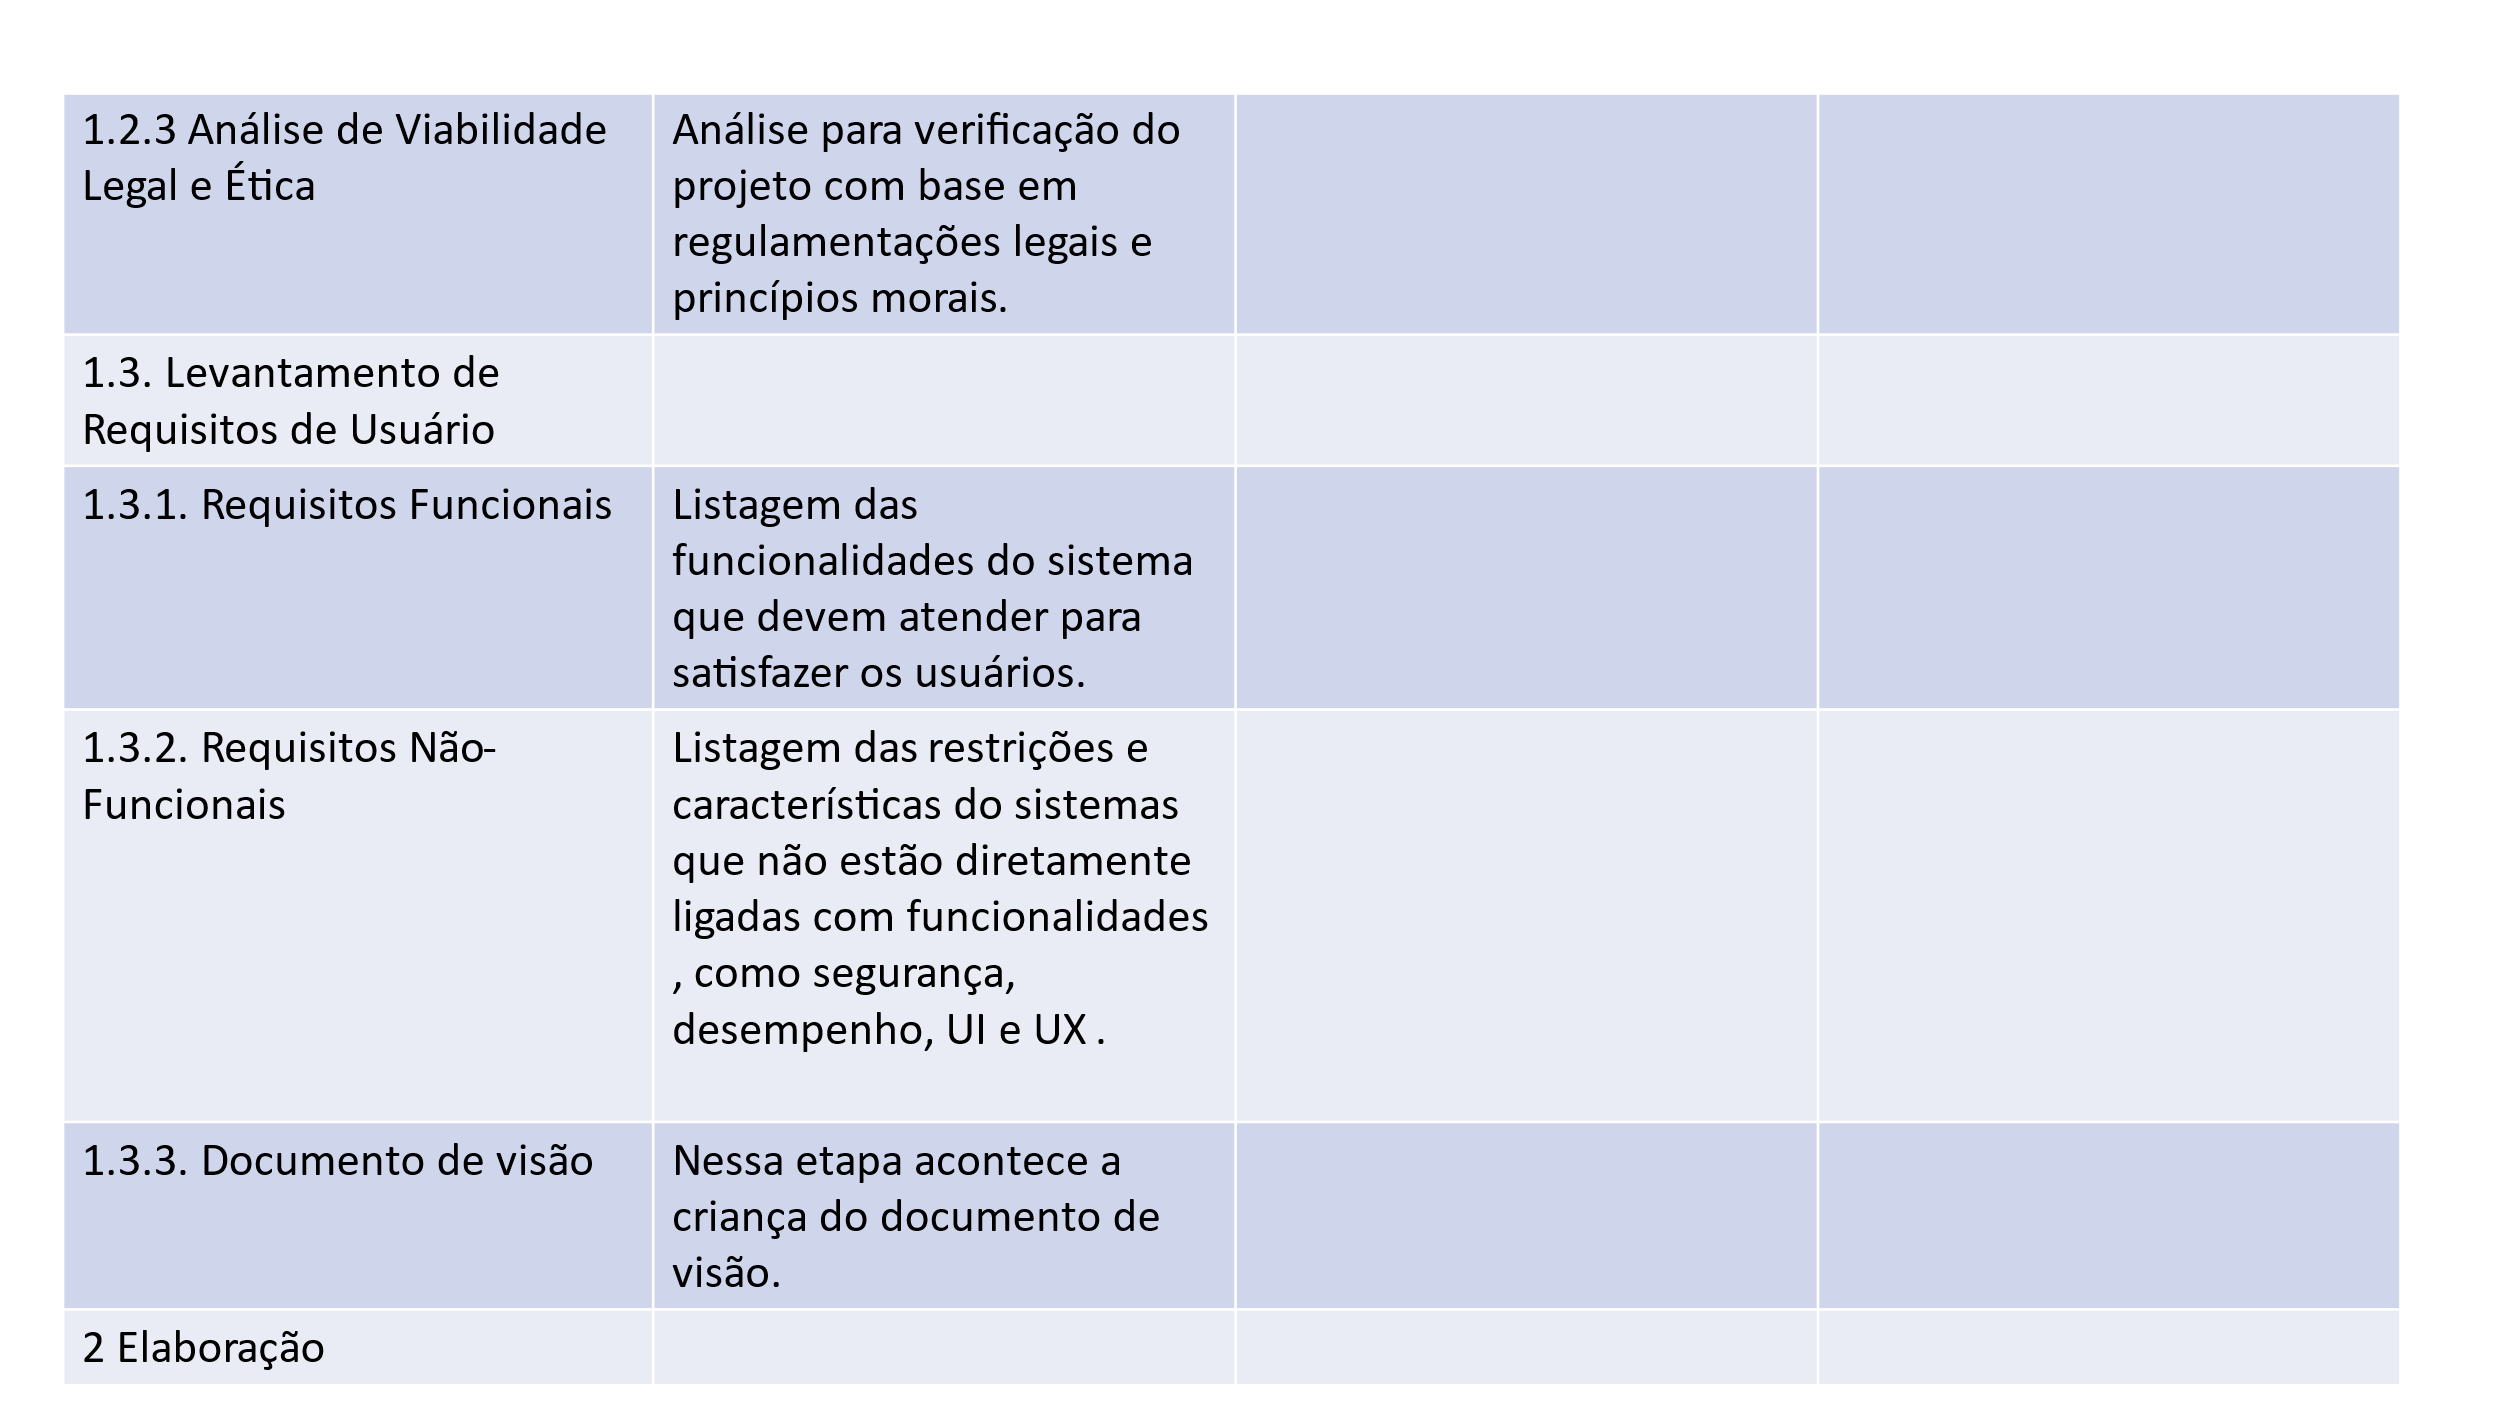 1.2.3 Análise de Viabilidade
Legal e Ética
Análise para verificação do
projeto com base em
regulamentações legais e
princípios morais.
1.3. Levantamento de
Requisitos de Usuário
1.3.1. Requisitos Funcionais
Listagem das
funcionalidades do sistema
que devem atender para
satisfazer os usuários.
1.3.2. Requisitos Não-
Funcionais
Listagem das restrições e
características do sistemas
que não estão diretamente
ligadas com funcionalidades
, como segurança,
desempenho, UI e UX .
1.3.3. Documento de visão
Nessa etapa acontece a
criança do documento de
visão.
2 Elaboração